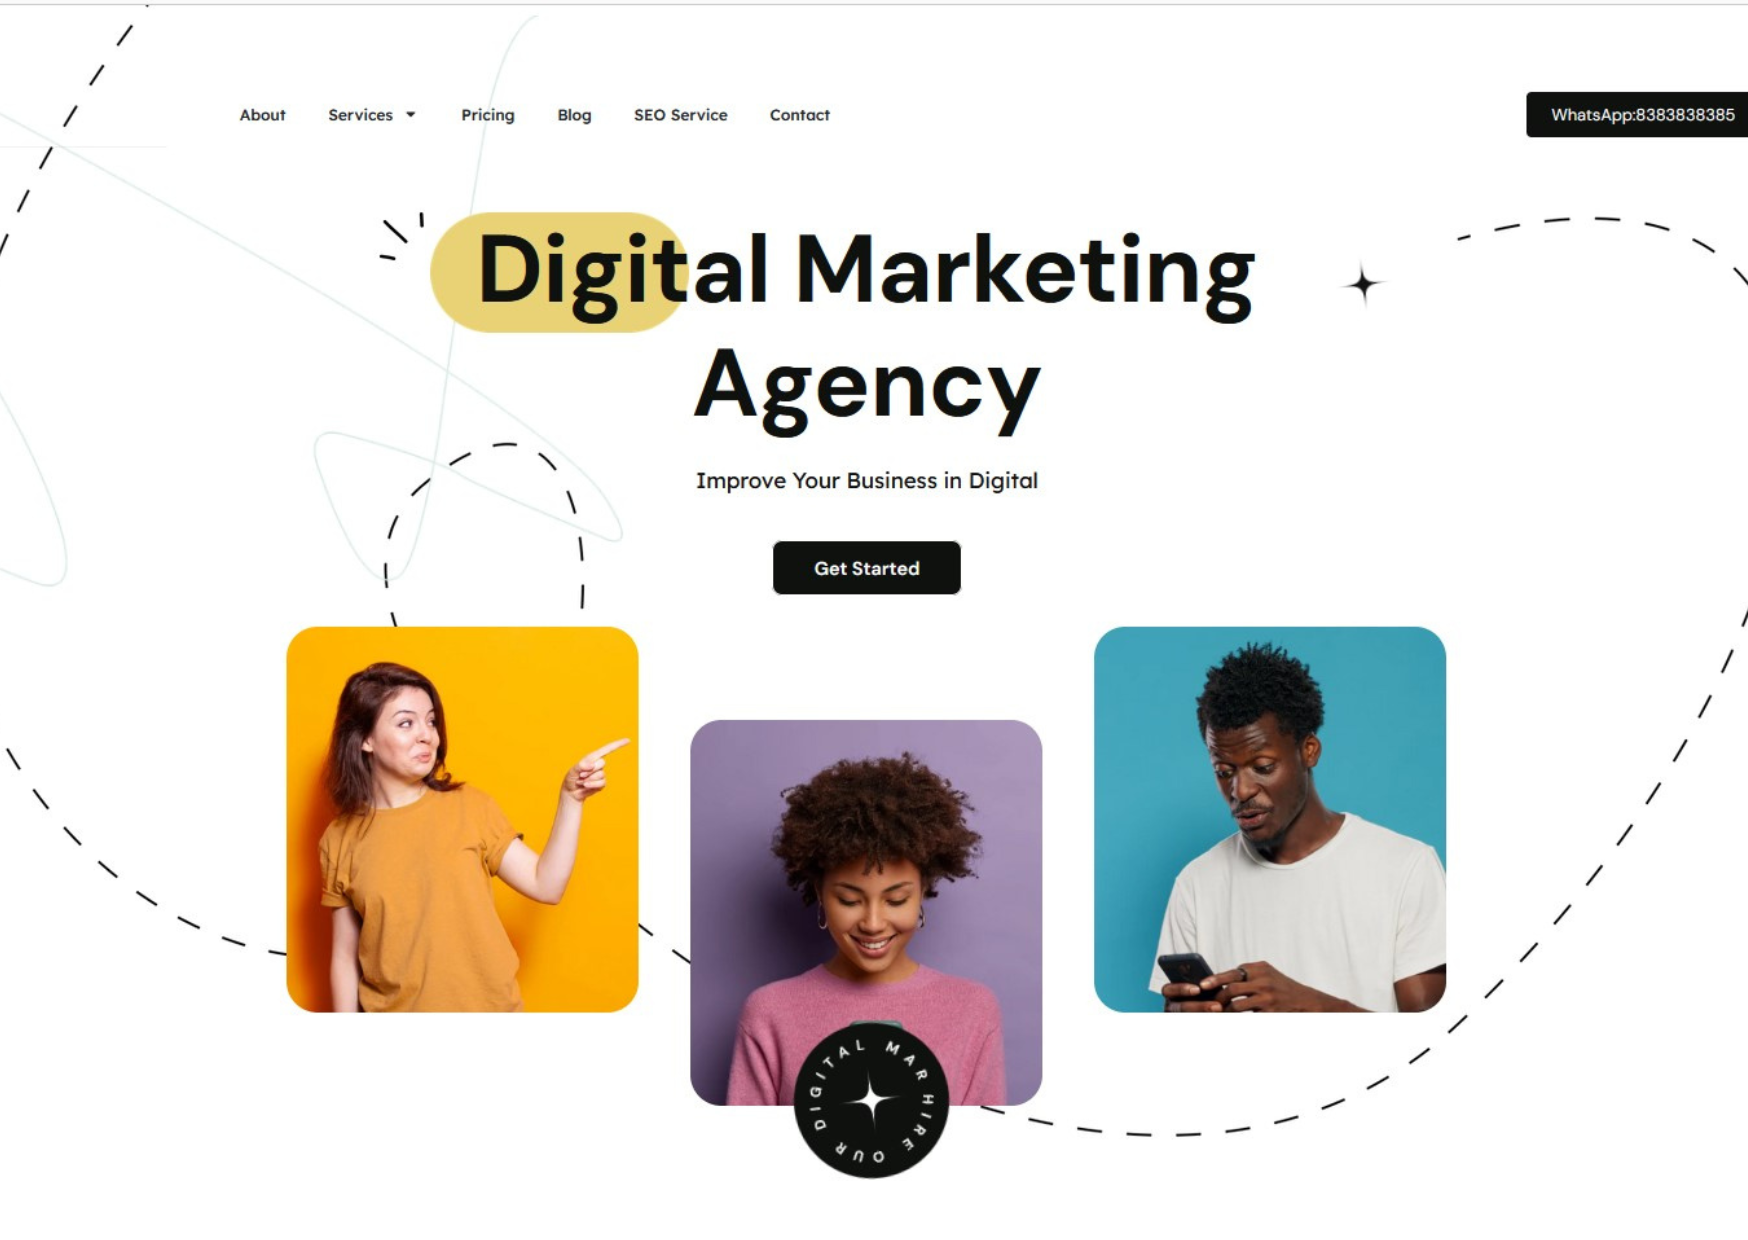 About Services Pricing Blog SEO Service Contact WhatsApp:8383838385
Digital Marketing
Agency
Improve Your Business in Digital
Get Started
HIRE OUR DIGITAL MAR